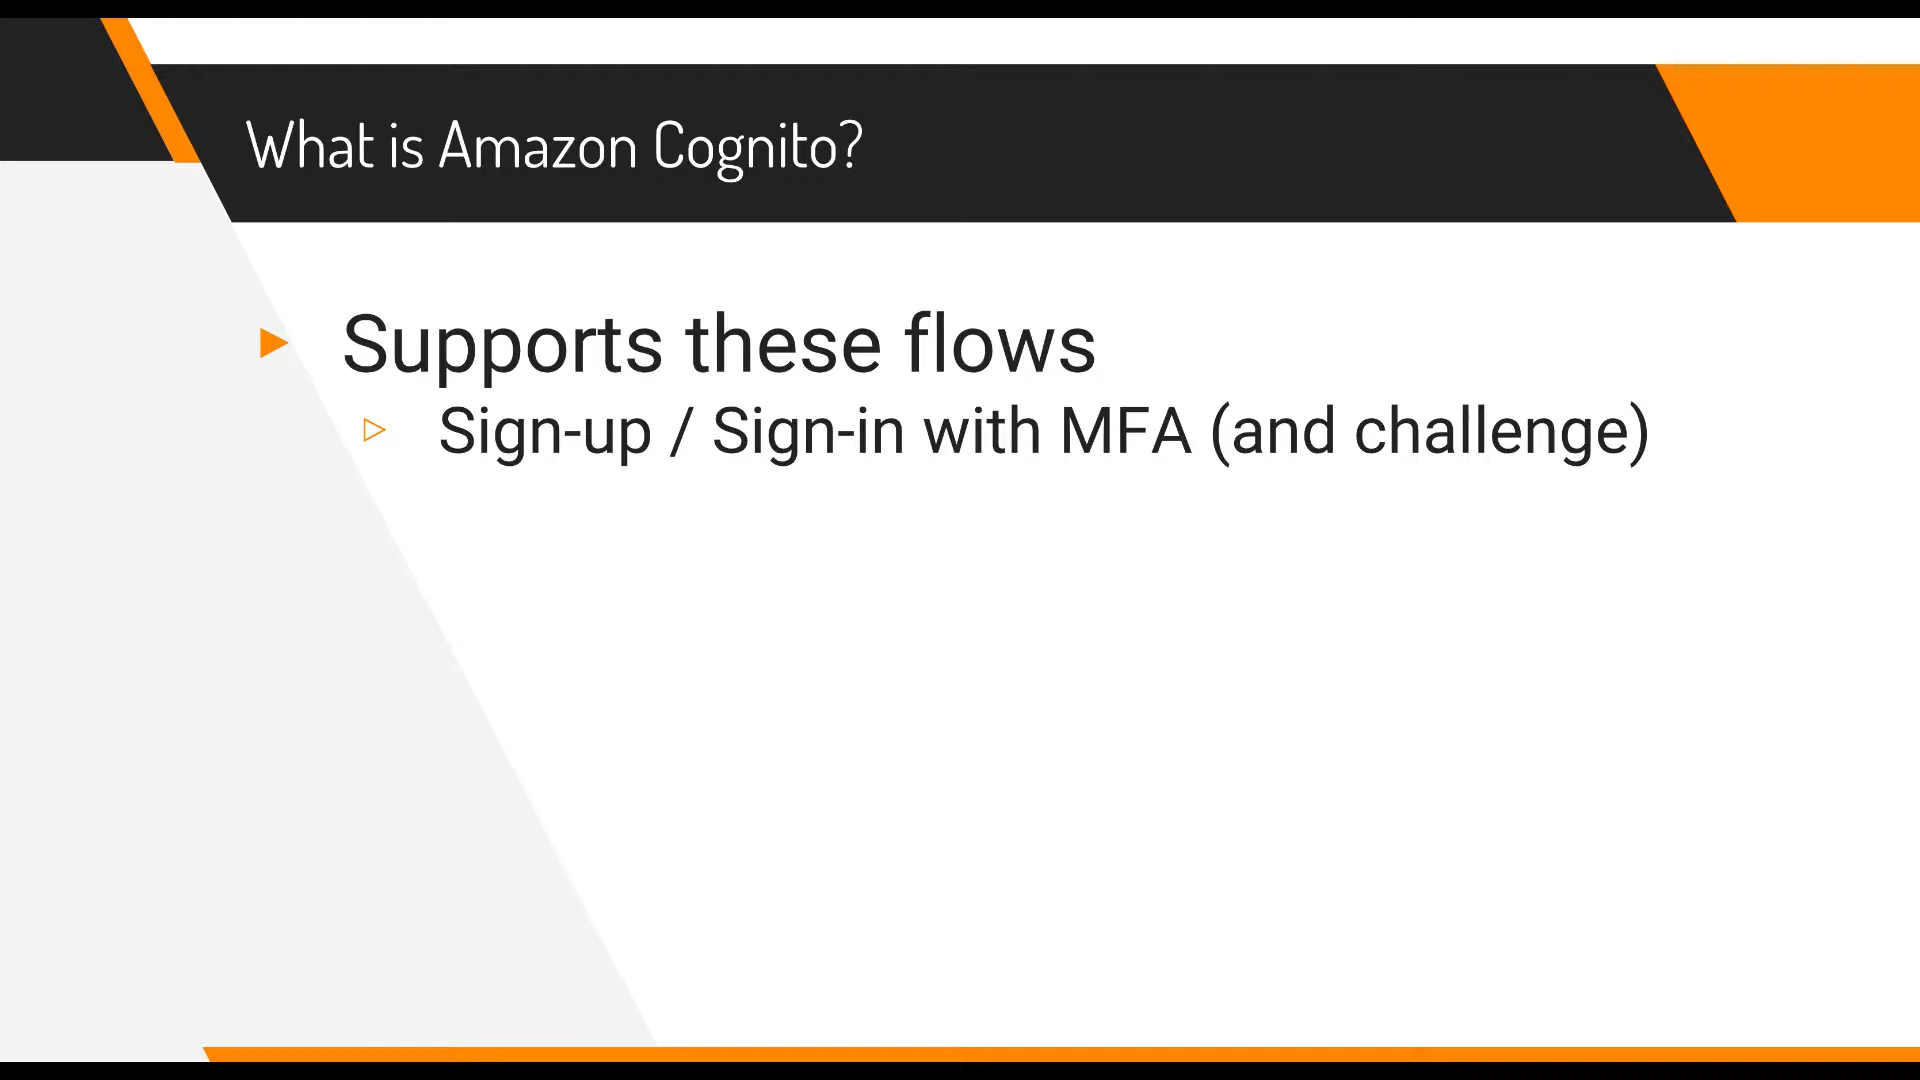 What is Amazon Cognito?
Supports these flows
Sign-up / Sign-in with MFA (and challenge)